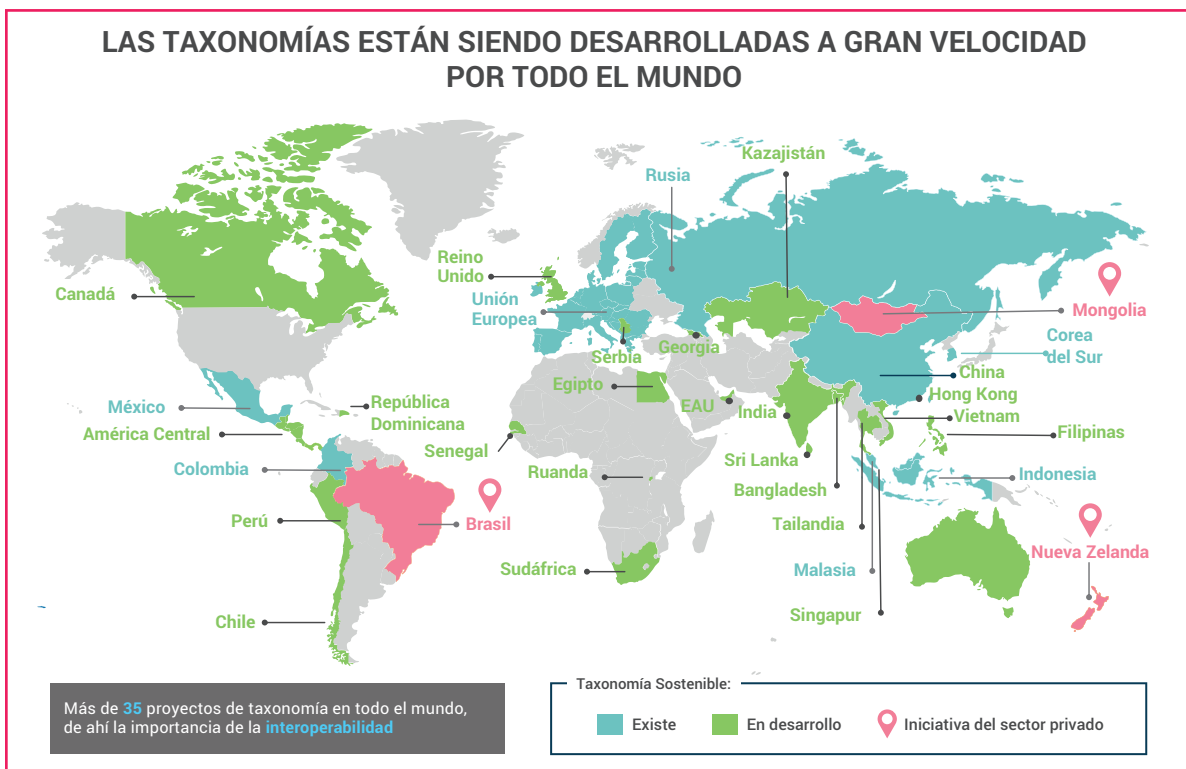 LAS TAXONOMÍAS ESTÁN SIENDO DESARROLLADAS A GRAN VELOCIDAD
POR TODO EL MUNDO
Kazajistán
Rusia
Reino
Unido
Canadá
Unión
Europea
Mongolia
Serbia
Georgia
Corea
del Sur
China
Egipto
Hong Kong
México
República
Dominicana
EAU
India
Vietnam
América Central
Senegal
Filipinas
Colombia
Ruanda
Sri Lanka
Indonesia
Bangladesh
Perú
Brasil
Tailandia
Nueva Zelanda
Sudáfrica
Malasia
Chile
Singapur
Más de 35 proyectos de taxonomía en todo el mundo,
de ahí la importancia de la interoperabilidad
Taxonomía Sostenible:
Existe
En desarrollo
Iniciativa del sector privado